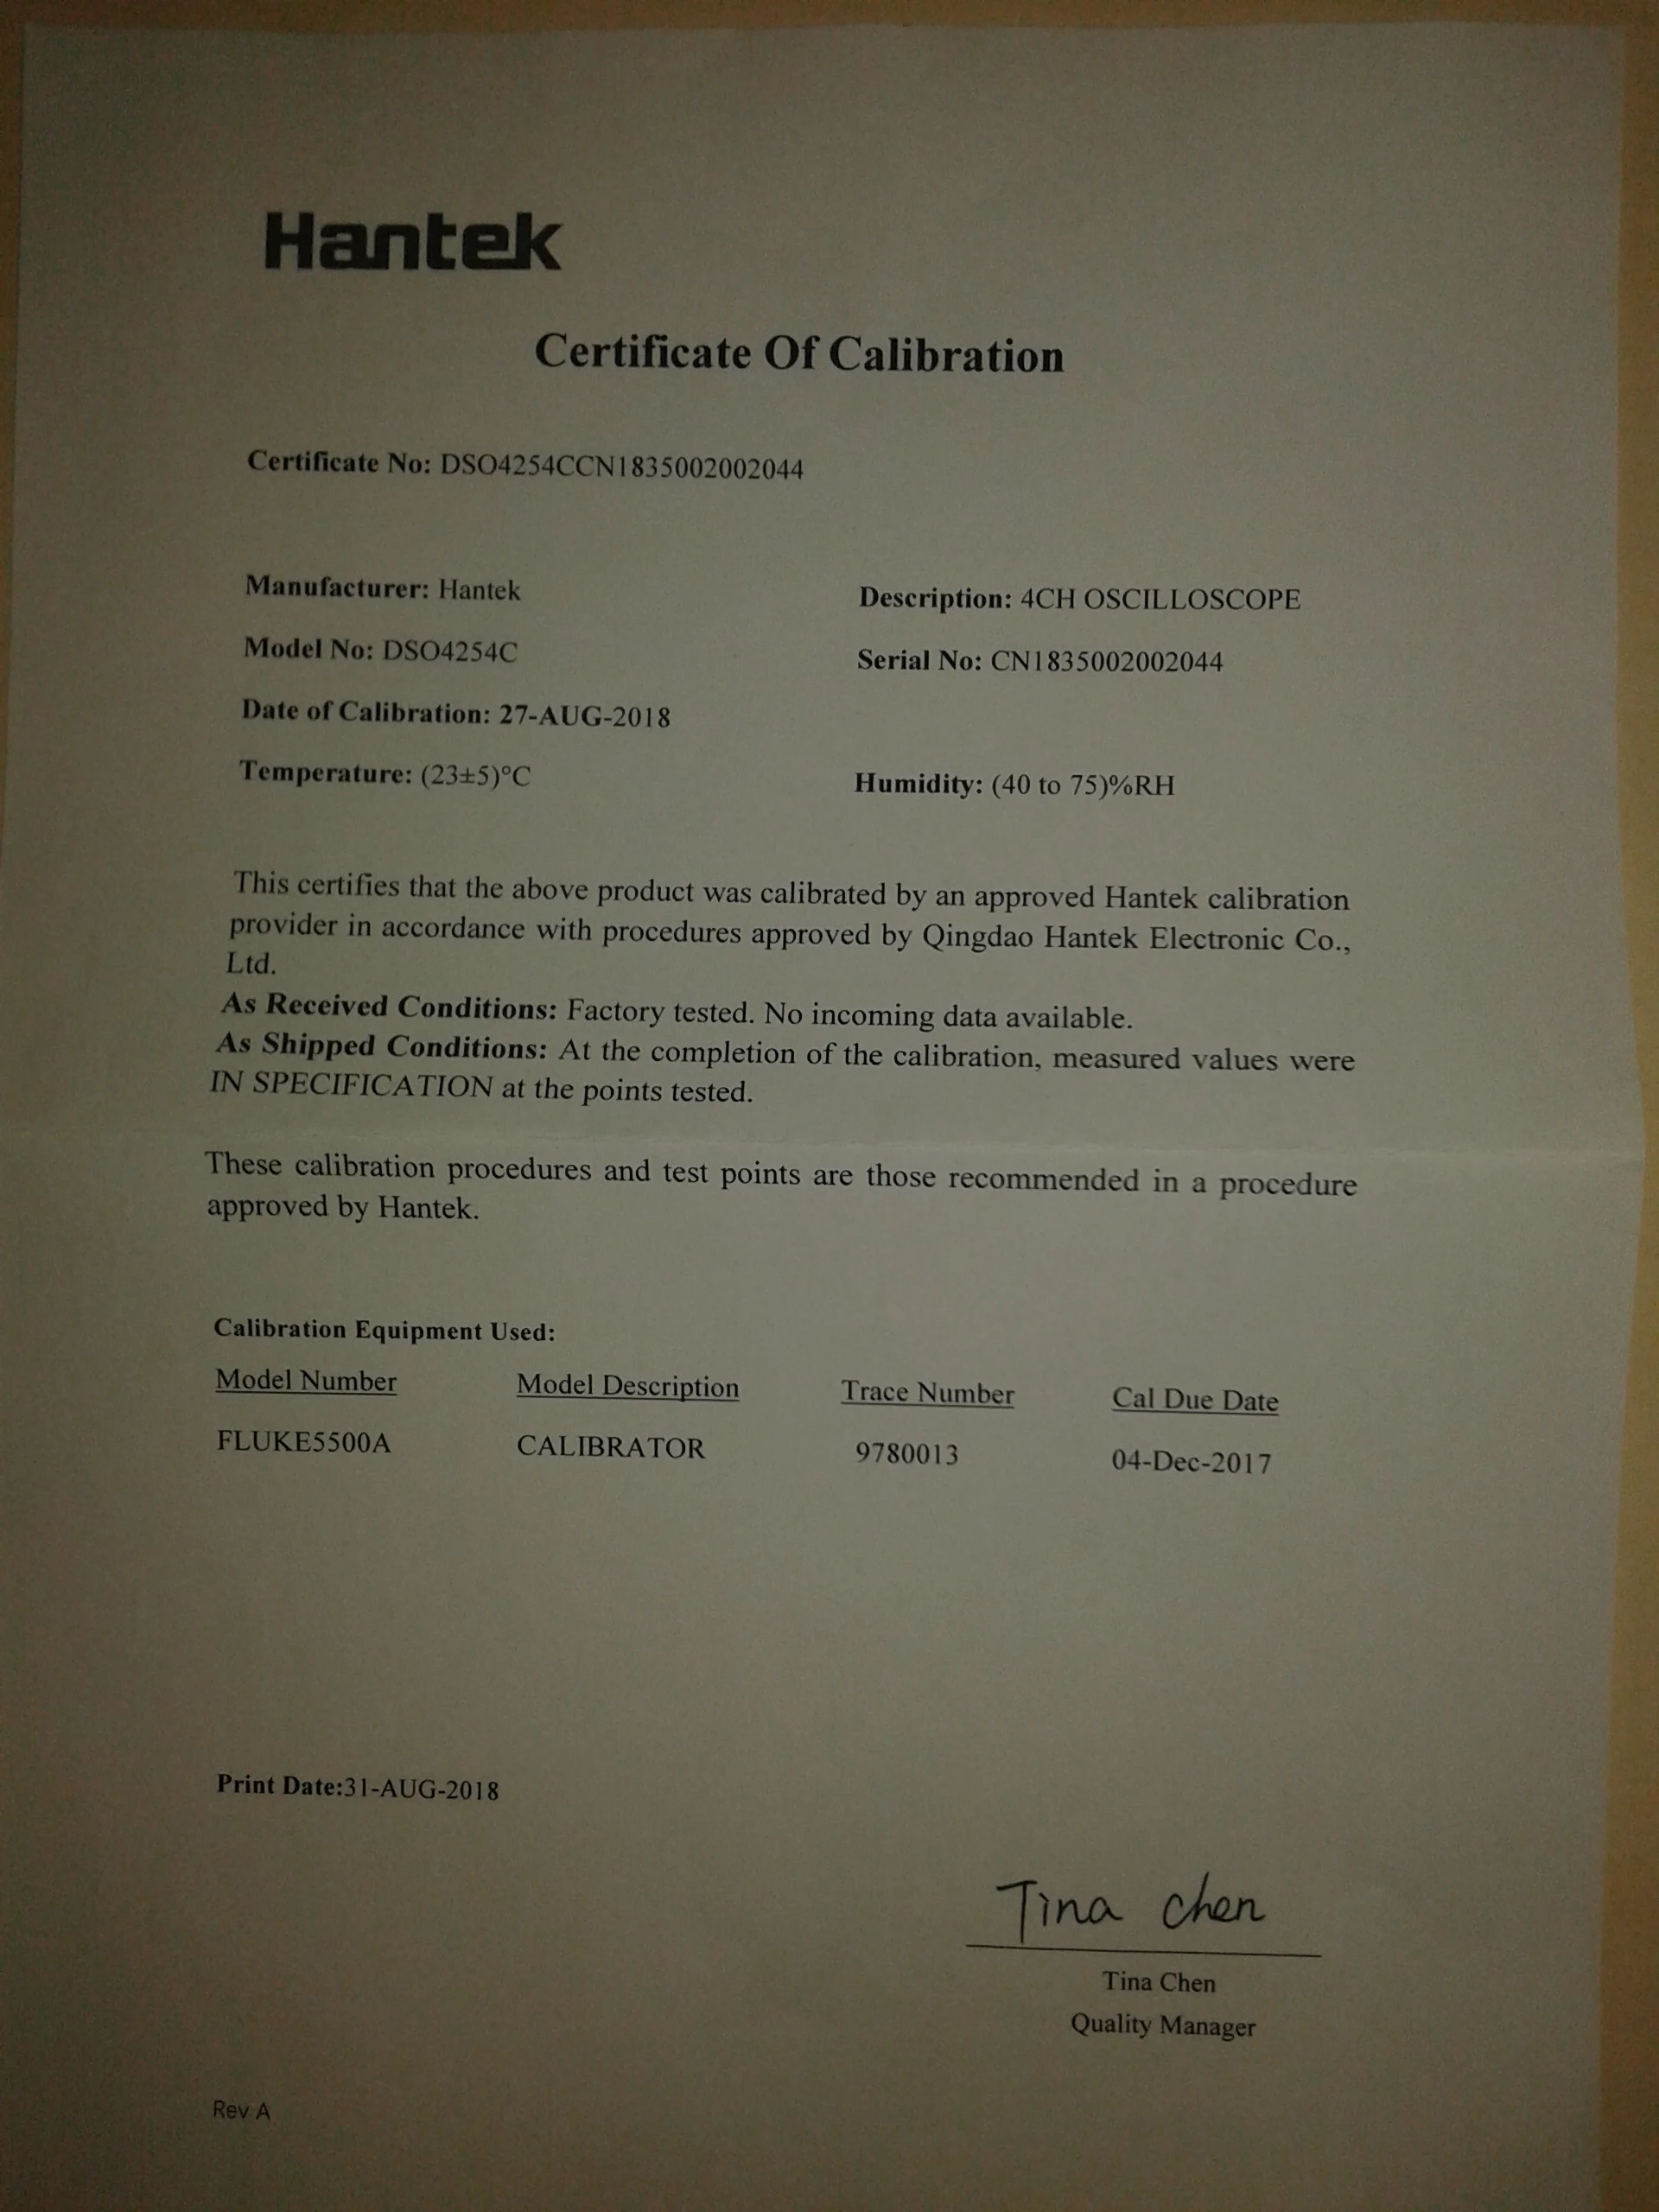 Hantek
Certificate Of Calibration
Certificate No: DSO4254CCN1835002002044
Manufacturer: Hantek
Description: 4CH OSCILLOSCOPE
Model No: DSO4254C
Serial No: CN1835002002044
Date of Calibration: 27-AUG-2018
Temperature: (23±5)°C
Humidity: (40 to 75)%RH
This certifies that the above product was calibrated by an approved Hantek calibration
provider in accordance with procedures approved by Qingdao Hantek Electronic Co.,
Ltd.
As Received Conditions: Factory tested. No incoming data available.
As Shipped Conditions: At the completion of the calibration, measured values were
IN SPECIFICATION at the points tested.
These calibration procedures and test points are those recommended in a procedure
approved by Hantek.
Calibration Equipment Used:
Model Number Model Description Trace Number Cal Due Date
FLUKE5500A CALIBRATOR 9780013 04-Dec-2017
Print Date:31-AUG-2018
Tina chen
Tina Chen
Quality Manager
Rev A